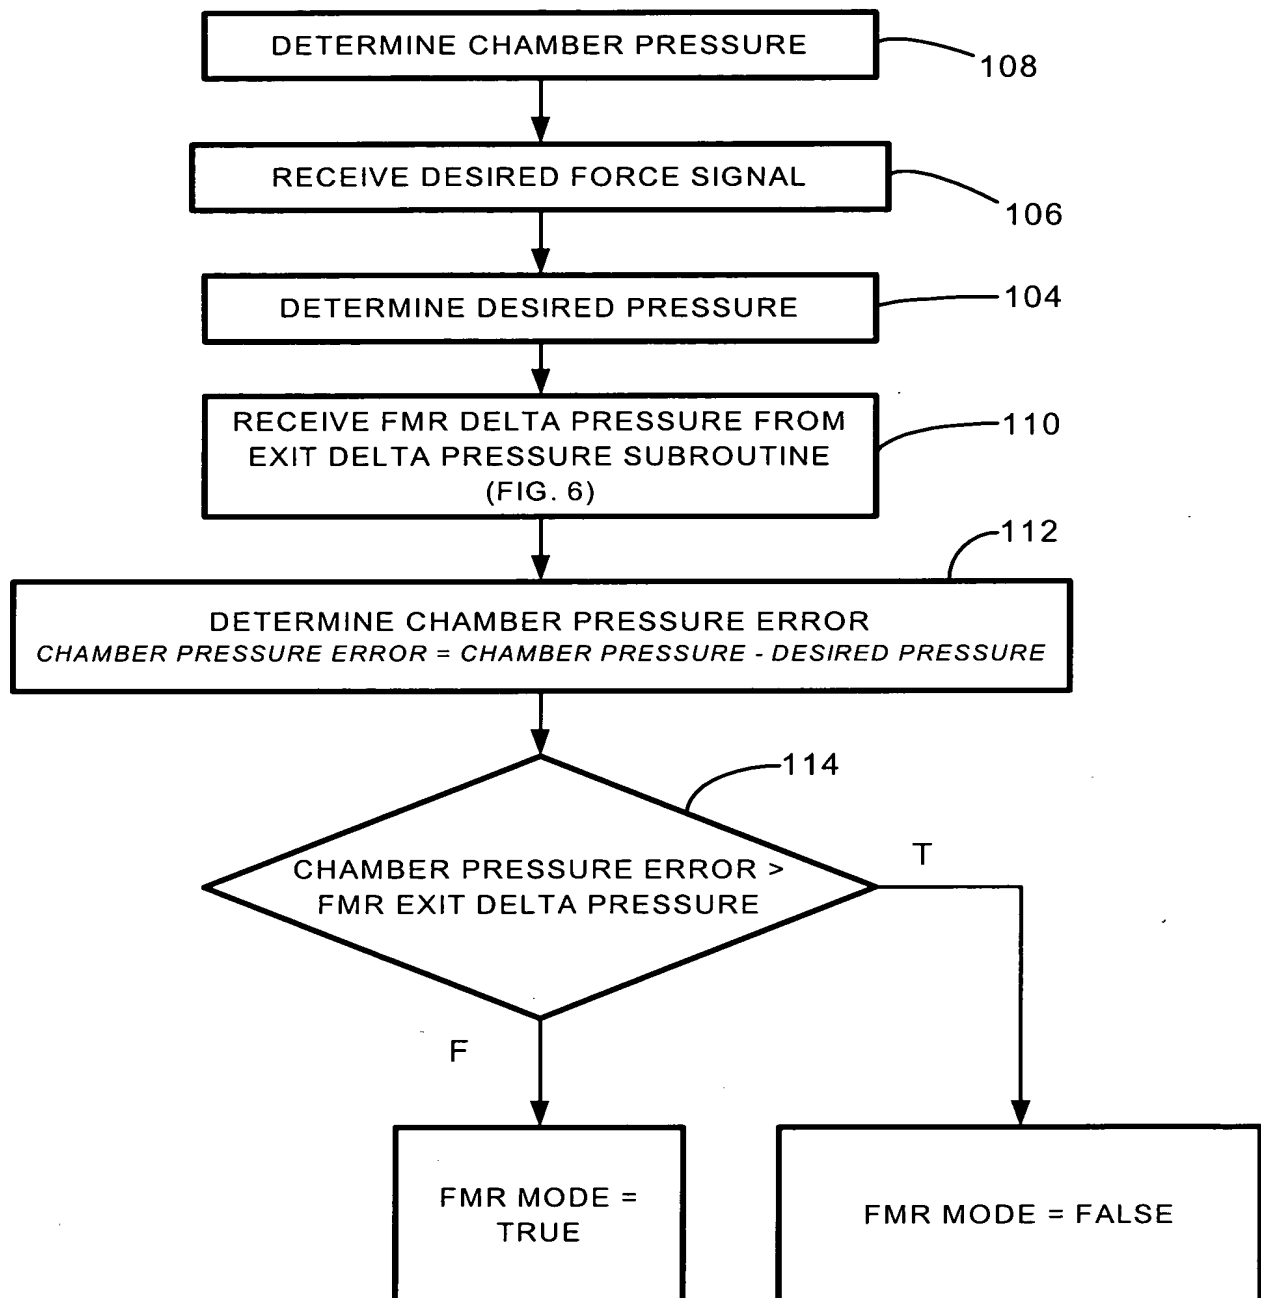 DETERMINE CHAMBER PRESSURE
108
RECEIVE DESIRED FORCE SIGNAL
106
DETERMINE DESIRED PRESSURE
104
RECEIVE FMR DELTA PRESSURE FROM
EXIT DELTA PRESSURE SUBROUTINE
(FIG. 6)
110
112
DETERMINE CHAMBER PRESSURE ERROR
CHAMBER PRESSURE ERROR = CHAMBER PRESSURE - DESIRED PRESSURE
114
CHAMBER PRESSURE ERROR >
FMR EXIT DELTA PRESSURE
T
F
FMR MODE =
TRUE
FMR MODE = FALSE